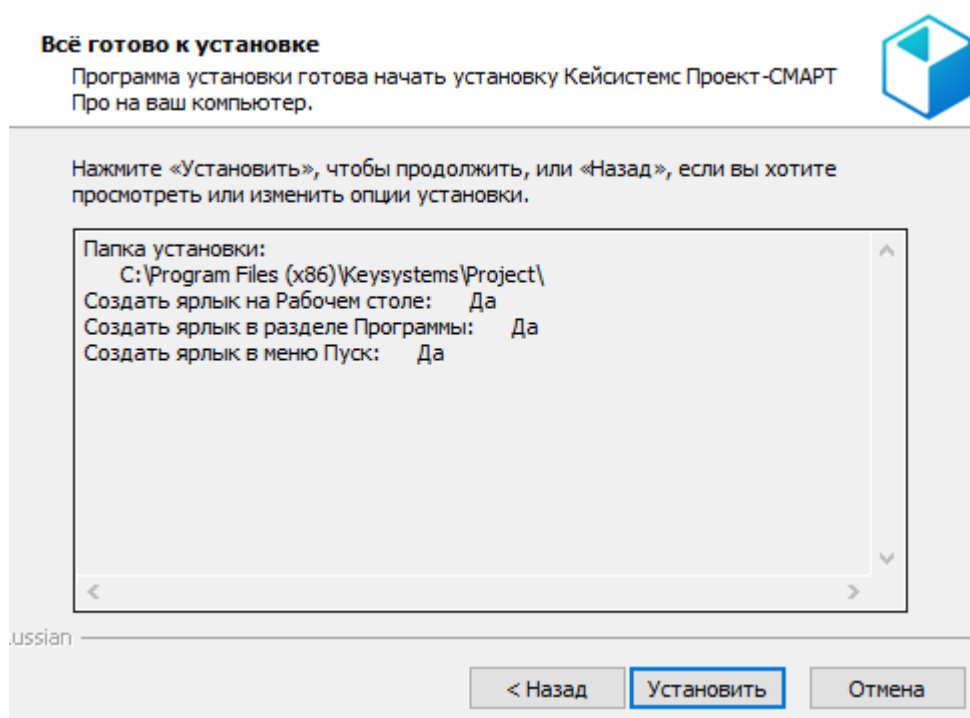 Всё готово к установке
Программа установки готова начать установку Кейсистемс Проект-СМАРТ
Про на ваш компьютер.
Нажмите «Установить», чтобы продолжить, или «Назад», если вы хотите
просмотреть или изменить опции установки.
Папка установки:
C:\Program Files (x86)\Keysystems\Project\
Создать ярлык на Рабочем столе: Да
Создать ярлык в разделе Программы: Да
Создать ярлык в меню Пуск: Да
ussian
< Назад Установить Отмена